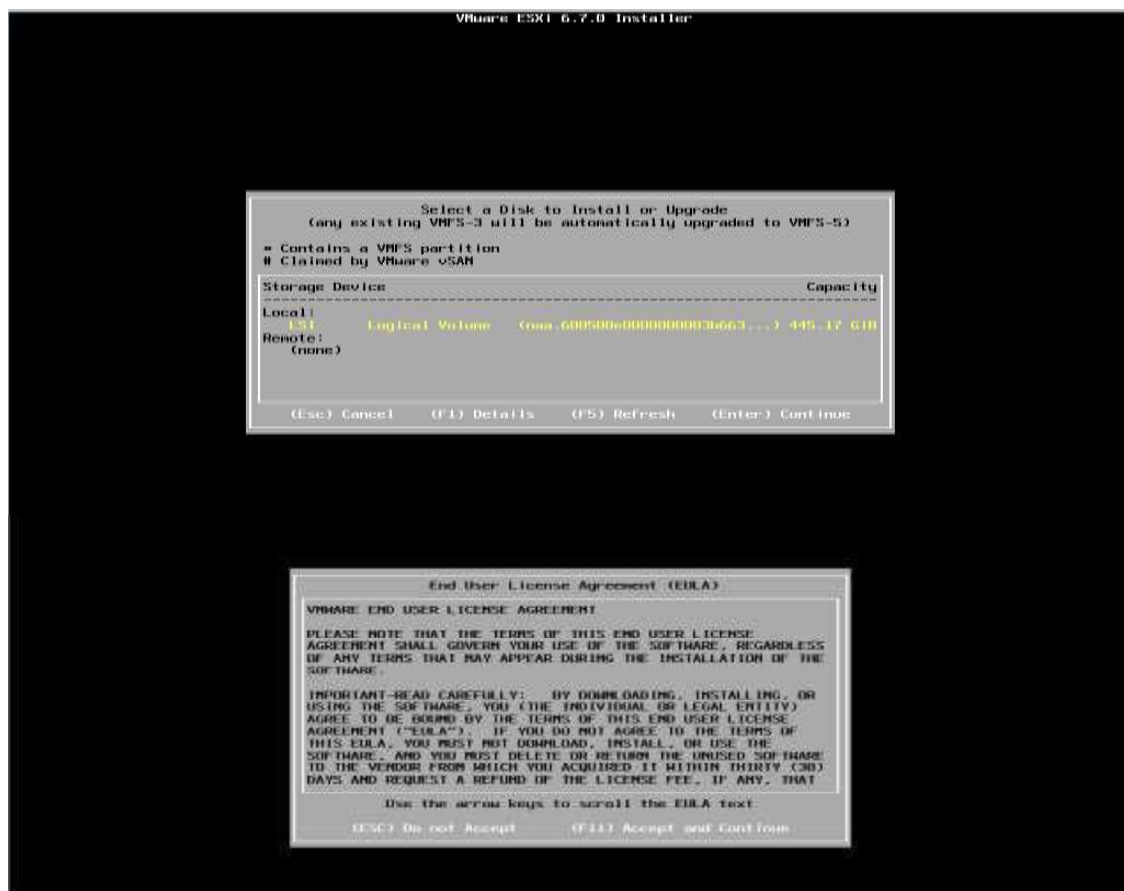 VMware ESXi 6.7.0 Installer
Select a Disk to Install or Upgrade
(any existing VMFS-3 will be automatically upgraded to VMFS-5)
* Contains a VMFS partition
# Claimed by VMware vSAN
Storage Device Capacity
Local:
LSI Logical Volume (naa.600508e0000000003b663...) 445.17 GiB
Remote:
(none)
(Esc) Cancel (F1) Details (F5) Refresh (Enter) Continue
End User License Agreement (EULA)
VMWARE END USER LICENSE AGREEMENT
PLEASE NOTE THAT THE TERMS OF THIS END USER LICENSE
AGREEMENT SHALL GOVERN YOUR USE OF THE SOFTWARE, REGARDLESS
OF ANY TERMS THAT MAY APPEAR DURING THE INSTALLATION OF THE
SOFTWARE.
IMPORTANT-READ CAREFULLY: BY DOWNLOADING, INSTALLING, OR
USING THE SOFTWARE, YOU (THE INDIVIDUAL OR LEGAL ENTITY)
AGREE TO BE BOUND BY THE TERMS OF THIS END USER LICENSE
AGREEMENT ("EULA"). IF YOU DO NOT AGREE TO THE TERMS OF
THIS EULA, YOU MUST NOT DOWNLOAD, INSTALL, OR USE THE
SOFTWARE, AND YOU MUST DELETE OR RETURN THE UNUSED SOFTWARE
TO THE VENDOR FROM WHICH YOU ACQUIRED IT WITHIN THIRTY (30)
DAYS AND REQUEST A REFUND OF THE LICENSE FEE, IF ANY, THAT
Use the arrow keys to scroll the EULA text
(ESC) Do not Accept (F11) Accept and Continue